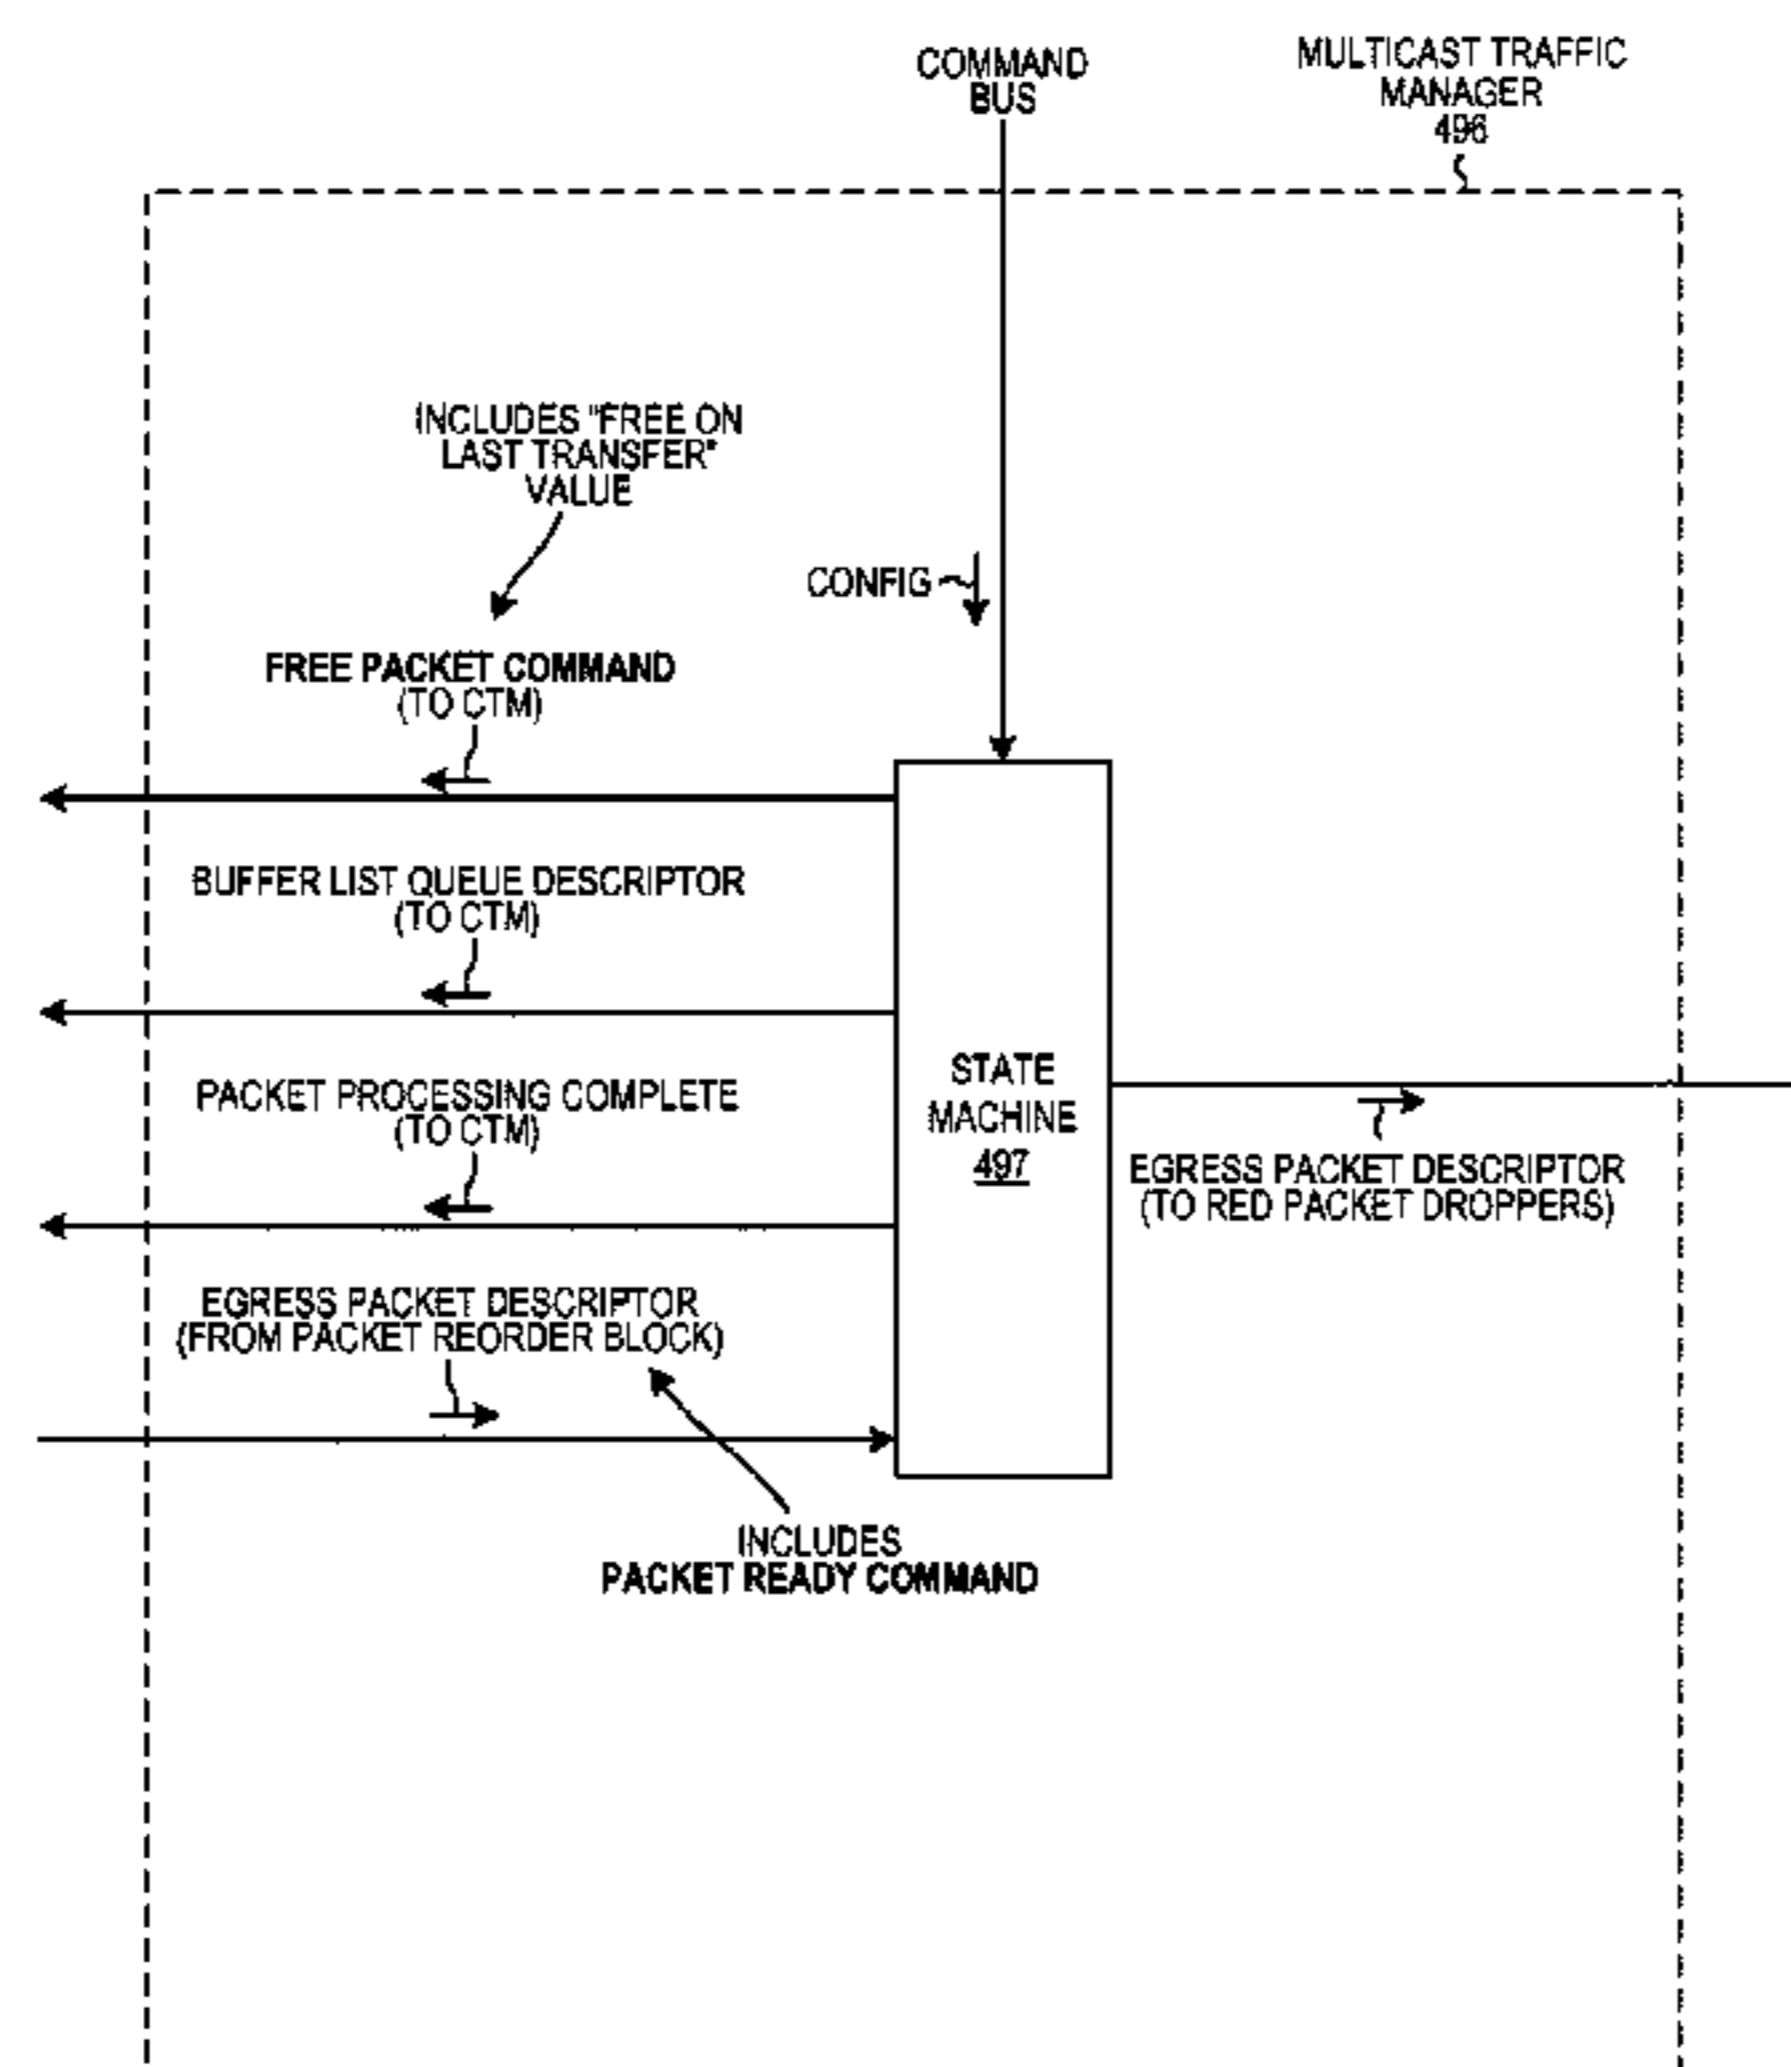 COMMAND
BUS
MULTICAST TRAFFIC
MANAGER
496
INCLUDES "FREE ON
LAST TRANSFER"
VALUE
CONFIG
FREE PACKET COMMAND
(TO CTM)
BUFFER LIST QUEUE DESCRIPTOR
(TO CTM)
PACKET PROCESSING COMPLETE
(TO CTM)
STATE
MACHINE
497
EGRESS PACKET DESCRIPTOR
(TO RED PACKET DROPPERS)
EGRESS PACKET DESCRIPTOR
(FROM PACKET REORDER BLOCK)
INCLUDES
PACKET READY COMMAND